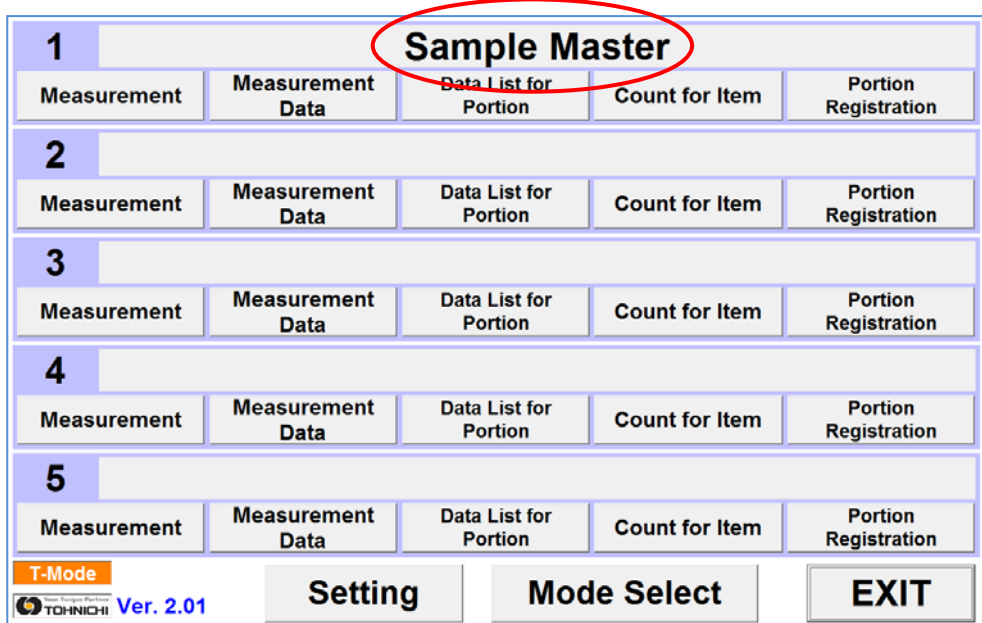 1 Sample Master
Measurement
Measurement
Data
Data List for
Portion
Count for Item
Portion
Registration
2
Measurement
Measurement
Data
Data List for
Portion
Count for Item
Portion
Registration
3
Measurement
Measurement
Data
Data List for
Portion
Count for Item
Portion
Registration
4
Measurement
Measurement
Data
Data List for
Portion
Count for Item
Portion
Registration
5
Measurement
Measurement
Data
Data List for
Portion
Count for Item
Portion
Registration
T-Mode
Your Torque Partner
TOHNICHI
Ver. 2.01
Setting
Mode Select
EXIT